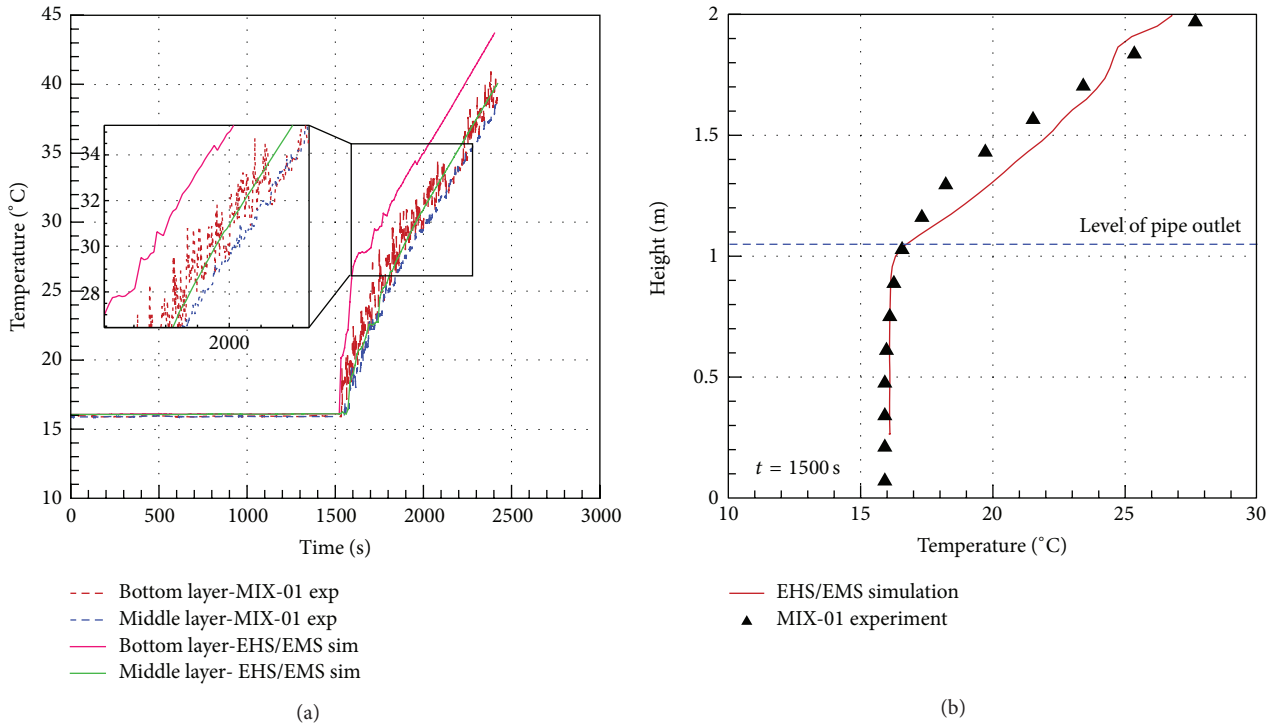 45
40
35
30
25
20
15
10
Temperature (°C)
34
32
30
28
2000
0
500
1000
1500
2000
2500
3000
Time (s)
Bottom layer-MIX-01 exp
Middle layer-MIX-01 exp
Bottom layer-EHS/EMS sim
Middle layer- EHS/EMS sim
(a)
2
1.5
1
0.5
0
Height (m)
Level of pipe outlet
t = 1500 s
10
15
20
25
30
Temperature (°C)
EHS/EMS simulation
MIX-01 experiment
(b)